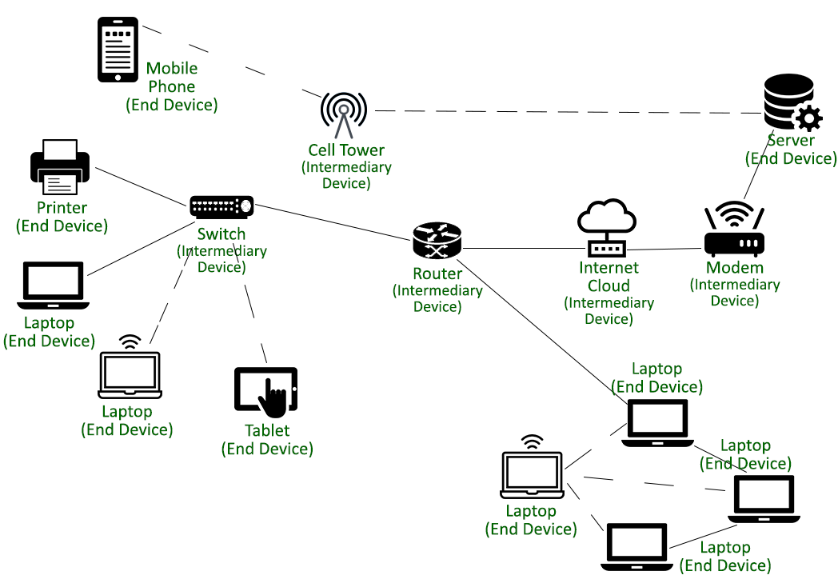 Mobile
Phone
(End Device)
Cell Tower
(Intermediary
Device)
Server
(End Device)
Printer
(End Device)
Switch
(Intermediary
Device)
Router
(Intermediary
Device)
Internet
Cloud
(Intermediary
Device)
Modem
(Intermediary
Device)
Laptop
(End Device)
Laptop
(End Device)
Tablet
(End Device)
Laptop
(End Device)
Laptop
(End Device)
Laptop
(End Device)
Laptop
(End Device)